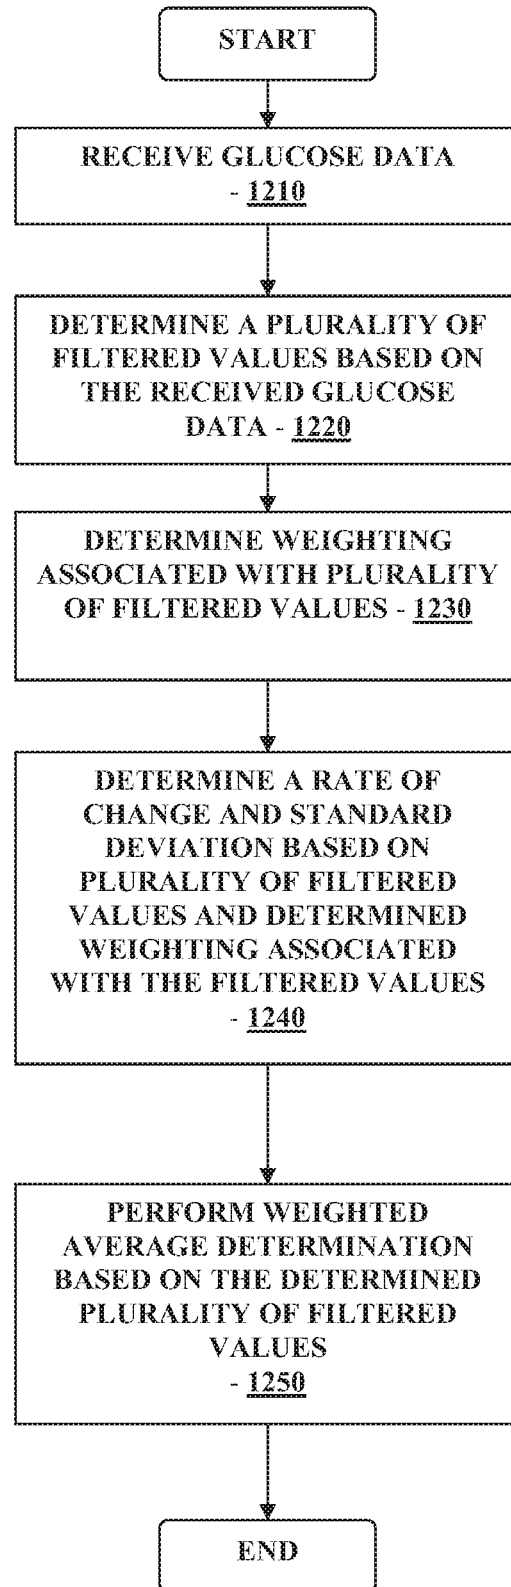 START
RECEIVE GLUCOSE DATA
- 1210
DETERMINE A PLURALITY OF
FILTERED VALUES BASED ON
THE RECEIVED GLUCOSE
DATA - 1220
DETERMINE WEIGHTING
ASSOCIATED WITH PLURALITY
OF FILTERED VALUES - 1230
DETERMINE A RATE OF
CHANGE AND STANDARD
DEVIATION BASED ON
PLURALITY OF FILTERED
VALUES AND DETERMINED
WEIGHTING ASSOCIATED
WITH THE FILTERED VALUES
- 1240
PERFORM WEIGHTED
AVERAGE DETERMINATION
BASED ON THE DETERMINED
PLURALITY OF FILTERED
VALUES
- 1250
END